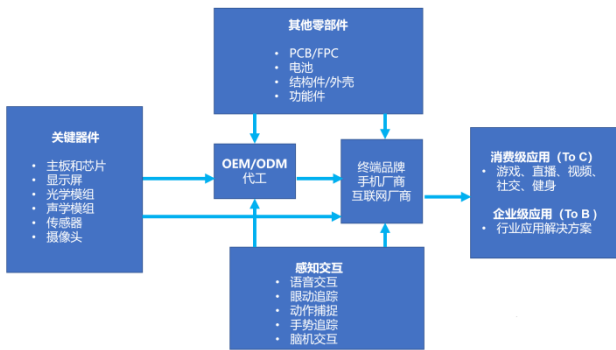 其他零部件
• PCB/FPC
• 电池
• 结构件/外壳
• 功能件
关键器件
• 主板和芯片
• 显示屏
• 光学模组
• 声学模组
• 传感器
• 摄像头
OEM/ODM
代工
终端品牌
手机厂商
互联网厂商
消费级应用（To C）
• 游戏、直播、视频、
社交、健身
企业级应用（To B）
• 行业应用解决方案
感知交互
• 语音交互
• 眼动追踪
• 动作捕捉
• 手势追踪
• 脑机交互